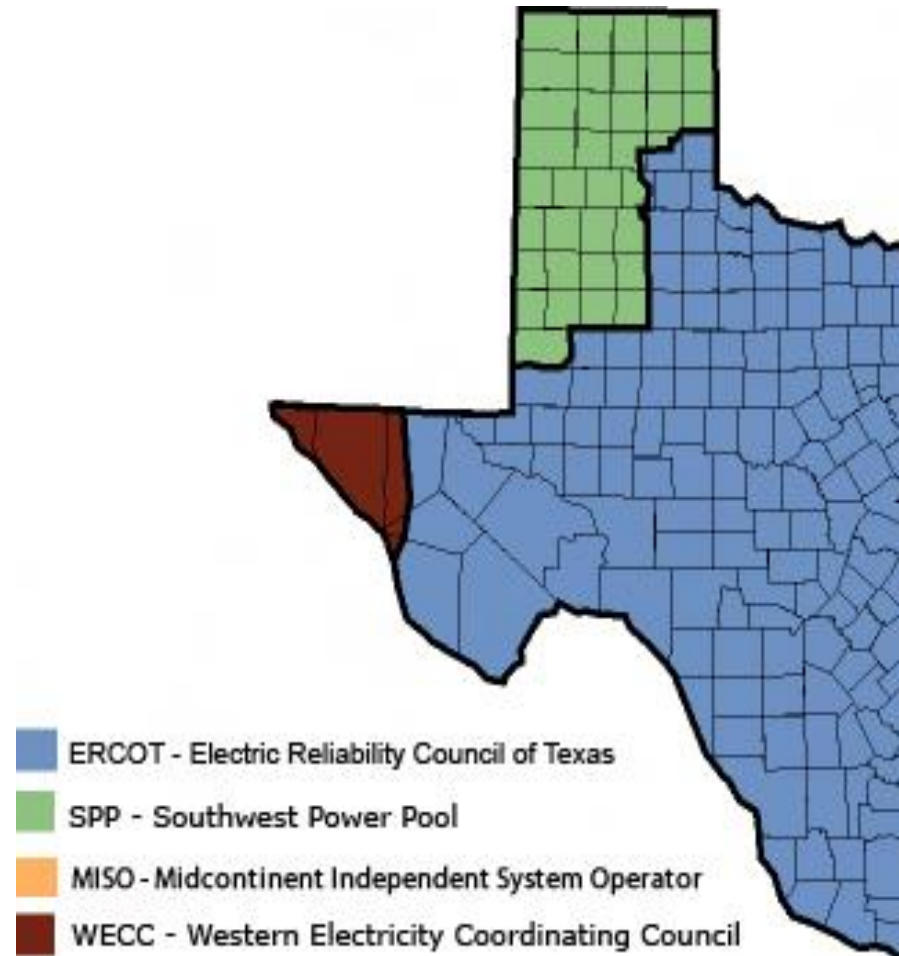 ERCOT - Electric Reliability Council of Texas
SPP - Southwest Power Pool
MISO - Midcontinent Independent System Operator
WECC - Western Electricity Coordinating Council